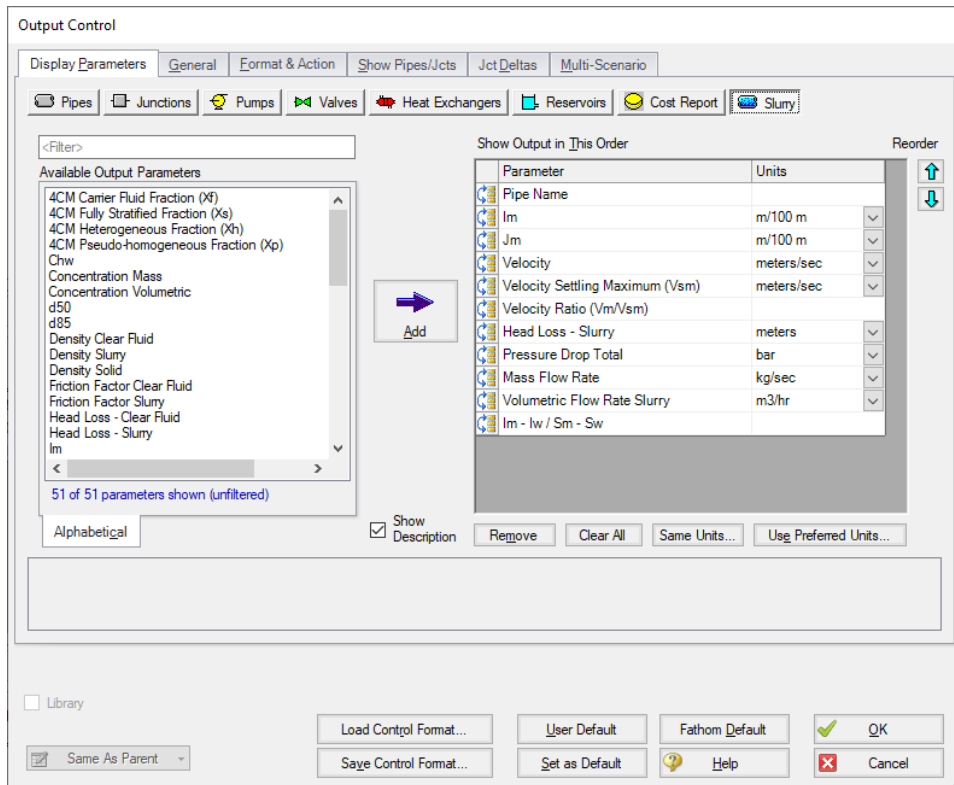 Output Control
Display Parameters
General
Format & Action
Show Pipes/Jcts
Jct Deltas
Multi-Scenario
Pipes
Junctions
Pumps
Valves
Heat Exchangers
Reservoirs
Cost Report
Slurry
<Filter>
Available Output Parameters
4CM Carrier Fluid Fraction (Xf)
4CM Fully Stratified Fraction (Xs)
4CM Heterogeneous Fraction (Xh)
4CM Pseudo-homogeneous Fraction (Xp)
Chw
Concentration Mass
Concentration Volumetric
d50
d85
Density Clear Fluid
Density Slurry
Density Solid
Friction Factor Clear Fluid
Friction Factor Slurry
Head Loss - Clear Fluid
Head Loss - Slurry
Im
51 of 51 parameters shown (unfiltered)
Alphabetical
Add
Show
Description
Show Output in This Order
Reorder
Parameter Units
Pipe Name
Im m/100 m
Jm m/100 m
Velocity meters/sec
Velocity Settling Maximum (Vsm) meters/sec
Velocity Ratio (Vm/Vsm)
Head Loss - Slurry meters
Pressure Drop Total bar
Mass Flow Rate kg/sec
Volumetric Flow Rate Slurry m3/hr
Im - Iw / Sm - Sw
Remove
Clear All
Same Units...
Use Preferred Units...
Library
Same As Parent
Load Control Format...
User Default
Fathom Default
OK
Save Control Format...
Set as Default
Help
Cancel